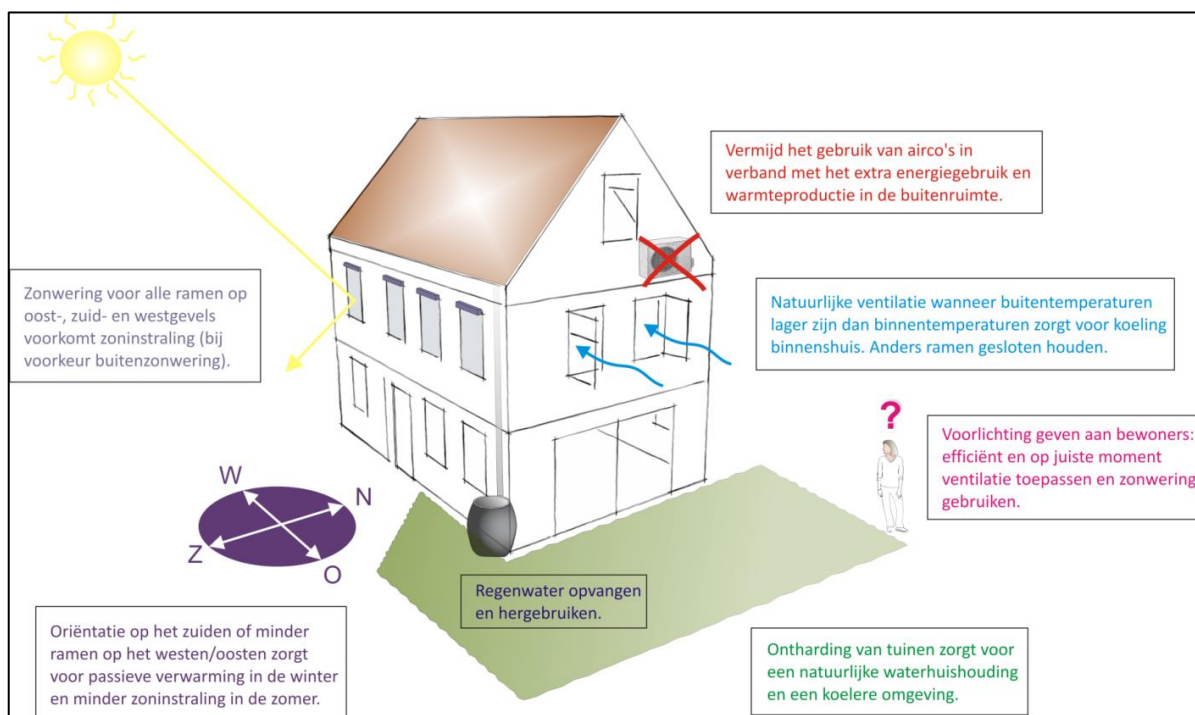 Vermijd het gebruik van airco's in
verband met het extra energiegebruik en
warmteproductie in de buitenruimte.
Zonwering voor alle ramen op
oost-, zuid- en westgevels
voorkomt zoninstraling (bij
voorkeur buitenzonwering).
Natuurlijke ventilatie wanneer buitentemperaturen
lager zijn dan binnentemperaturen zorgt voor koeling
binnenshuis. Anders ramen gesloten houden.
?
Voorlichting geven aan bewoners:
efficiënt en op juiste moment
ventilatie toepassen en zonwering
gebruiken.
W
N
Z
O
Regenwater opvangen
en hergebruiken.
Oriëntatie op het zuiden of minder
ramen op het westen/oosten zorgt
voor passieve verwarming in de winter
en minder zoninstraling in de zomer.
Ontharding van tuinen zorgt voor
een natuurlijke waterhuishouding
en een koelere omgeving.